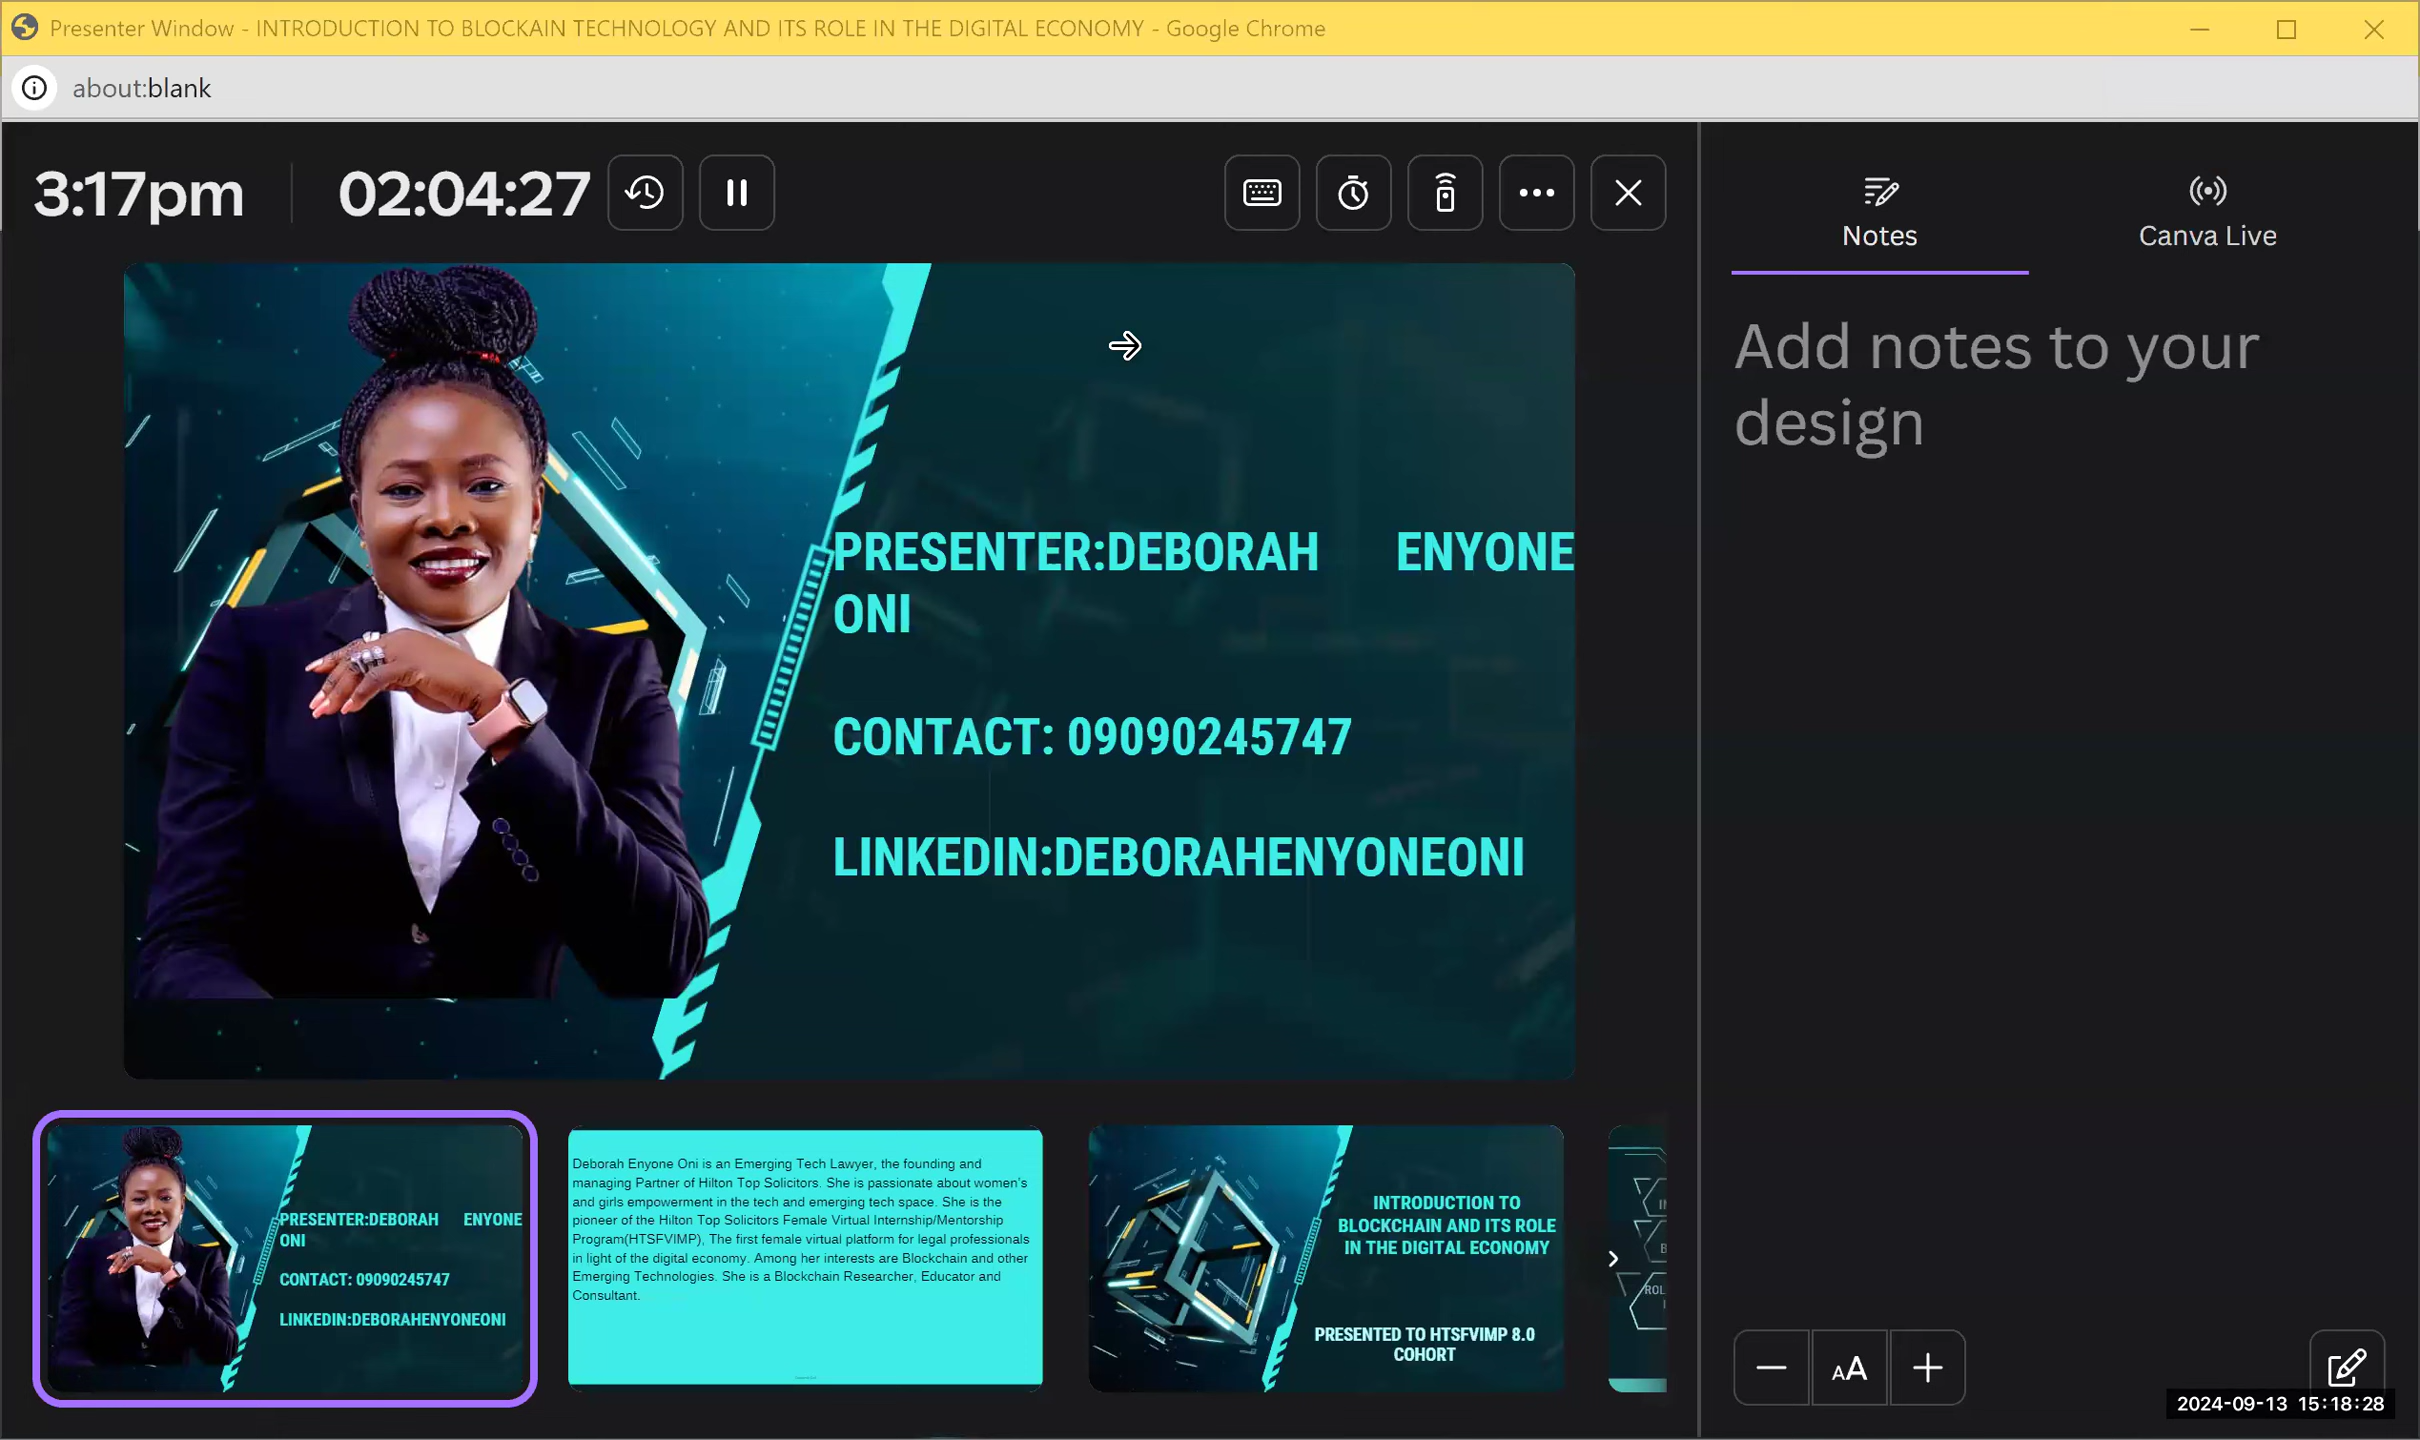 Presenter Window - INTRODUCTION TO BLOCKAIN TECHNOLOGY AND ITS ROLE IN THE DIGITAL ECONOMY - Google Chrome
about:blank
3:17pm
02:04:27
Notes
Canva Live
Add notes to your
design
PRESENTER:DEBORAH ENYONE
ONI
CONTACT: 09090245747
LINKEDIN:DEBORAHENYONEONI
PRESENTER:DEBORAH ENYONE
ONI
CONTACT: 09090245747
LINKEDIN:DEBORAHENYONEONI
Deborah Enyone Oni is an Emerging Tech Lawyer, the founding and
managing Partner of Hilton Top Solicitors. She is passionate about women's
and girls empowerment in the tech and emerging tech space. She is the
pioneer of the Hilton Top Solicitors Female Virtual Internship/Mentorship
Program(HTSFVIMP), The first female virtual platform for legal professionals
in light of the digital economy. Among her interests are Blockchain and other
Emerging Technologies. She is a Blockchain Researcher, Educator and
Consultant.
INTRODUCTION TO
BLOCKCHAIN AND ITS ROLE
IN THE DIGITAL ECONOMY
PRESENTED TO HTSFVIMP 8.0
COHORT
ROL
AA
2024-09-13 15:18:28